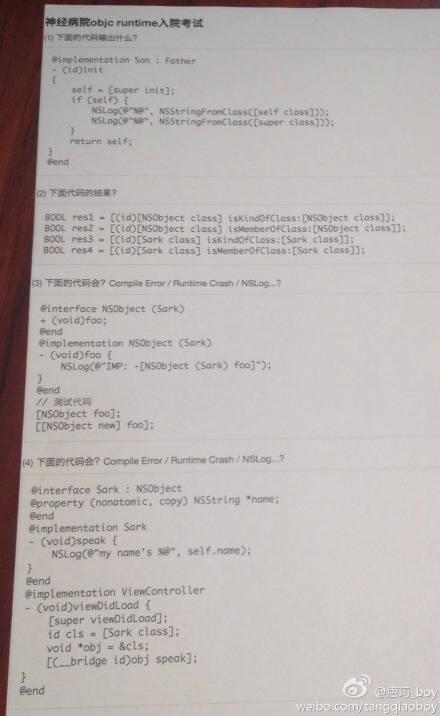 神经病院objc runtime入院考试
(1) 下面的代码输出什么?
@implementation Son : Father
- (id)init
{
self = [super init];
if (self) {
NSLog(@"%@", NSStringFromClass([self class]));
NSLog(@"%@", NSStringFromClass([super class]));
}
return self;
}
@end
(2) 下面代码的结果?
BOOL res1 = [(id)[NSObject class] isKindOfClass:[NSObject class]];
BOOL res2 = [(id)[NSObject class] isMemberOfClass:[NSObject class]];
BOOL res3 = [(id)[Sark class] isKindOfClass:[Sark class]];
BOOL res4 = [(id)[Sark class] isMemberOfClass:[Sark class]];
(3) 下面的代码会? Compile Error / Runtime Crash / NSLog...?
@interface NSObject (Sark)
+ (void)foo;
@end
@implementation NSObject (Sark)
- (void)foo {
NSLog(@"IMP: -[NSObject (Sark) foo]");
}
@end
// 测试代码
[NSObject foo];
[[NSObject new] foo];
(4) 下面的代码会? Compile Error / Runtime Crash / NSLog...?
@interface Sark : NSObject
@property (nonatomic, copy) NSString *name;
@end
@implementation Sark
- (void)speak {
NSLog(@"my name's %@", self.name);
}
@end
@implementation ViewController
- (void)viewDidLoad {
[super viewDidLoad];
id cls = [Sark class];
void *obj = &cls;
[(__bridge id)obj speak];
}
@end
@唐巧_boy
weibo.com/tangqiaoboy